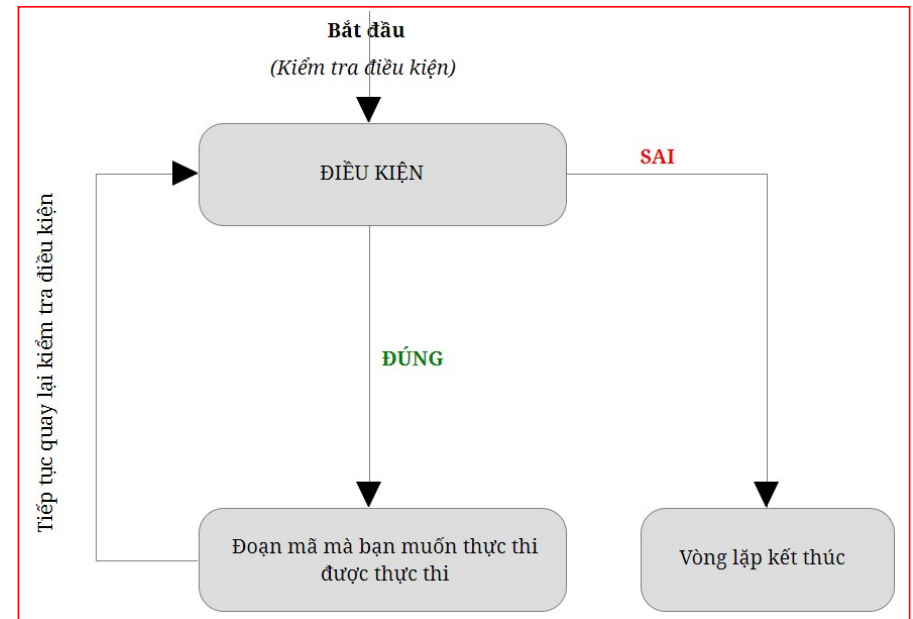 Bắt đầu
(Kiểm tra điều kiện)
ĐIỀU KIỆN
SAI
Tiếp tục quay lại kiểm tra điều kiện
ĐÚNG
Đoạn mã mà bạn muốn thực thi
được thực thi
Vòng lặp kết thúc